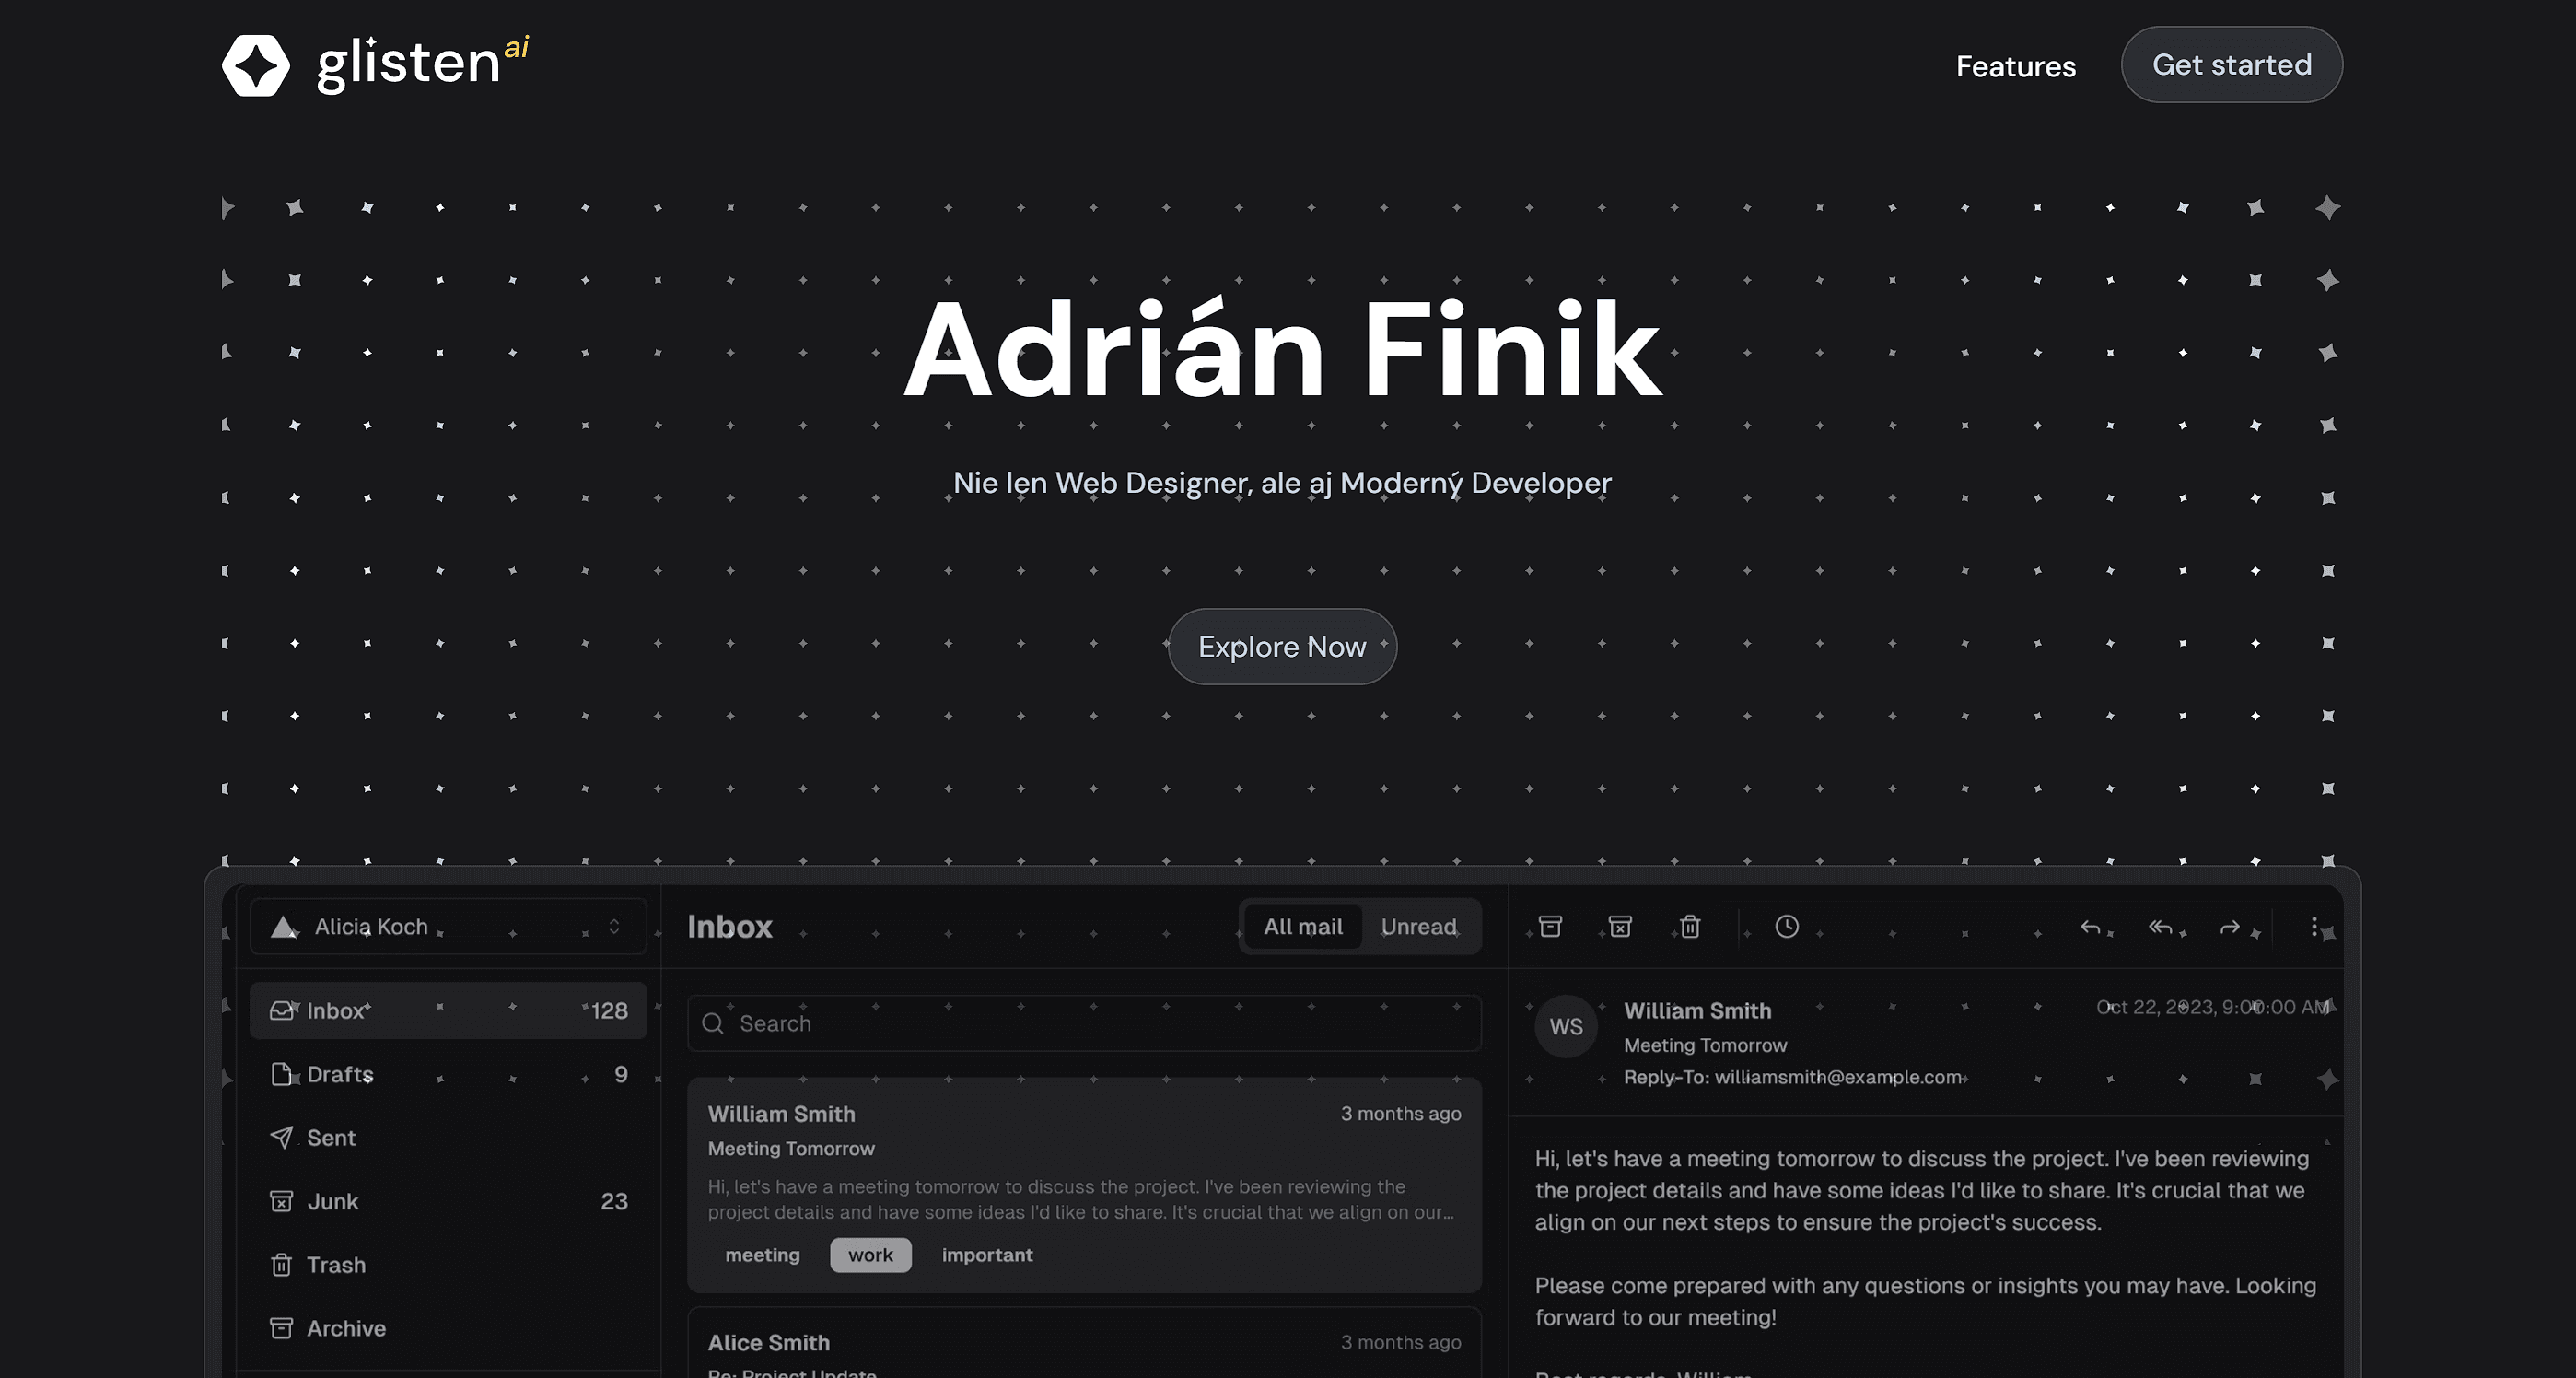 glisten ai
Features
Get started
Adrián Finik
Nie len Web Designer, ale aj Moderný Developer
Explore Now
Alicia Koch
Inbox 128
Drafts 9
Sent
Junk 23
Trash
Archive
Inbox
All mail
Unread
Search
William Smith 3 months ago
Meeting Tomorrow
Hi, let's have a meeting tomorrow to discuss the project. I've been reviewing the
project details and have some ideas I'd like to share. It's crucial that we align on our...
meeting work important
Alice Smith 3 months ago
Re: Project Update
WS
William Smith Oct 22, 2023, 9:00:00 AM
Meeting Tomorrow
Reply-To: williamsmith@example.com
Hi, let's have a meeting tomorrow to discuss the project. I've been reviewing
the project details and have some ideas I'd like to share. It's crucial that we
align on our next steps to ensure the project's success.
Please come prepared with any questions or insights you may have. Looking
forward to our meeting!
Best regards, William